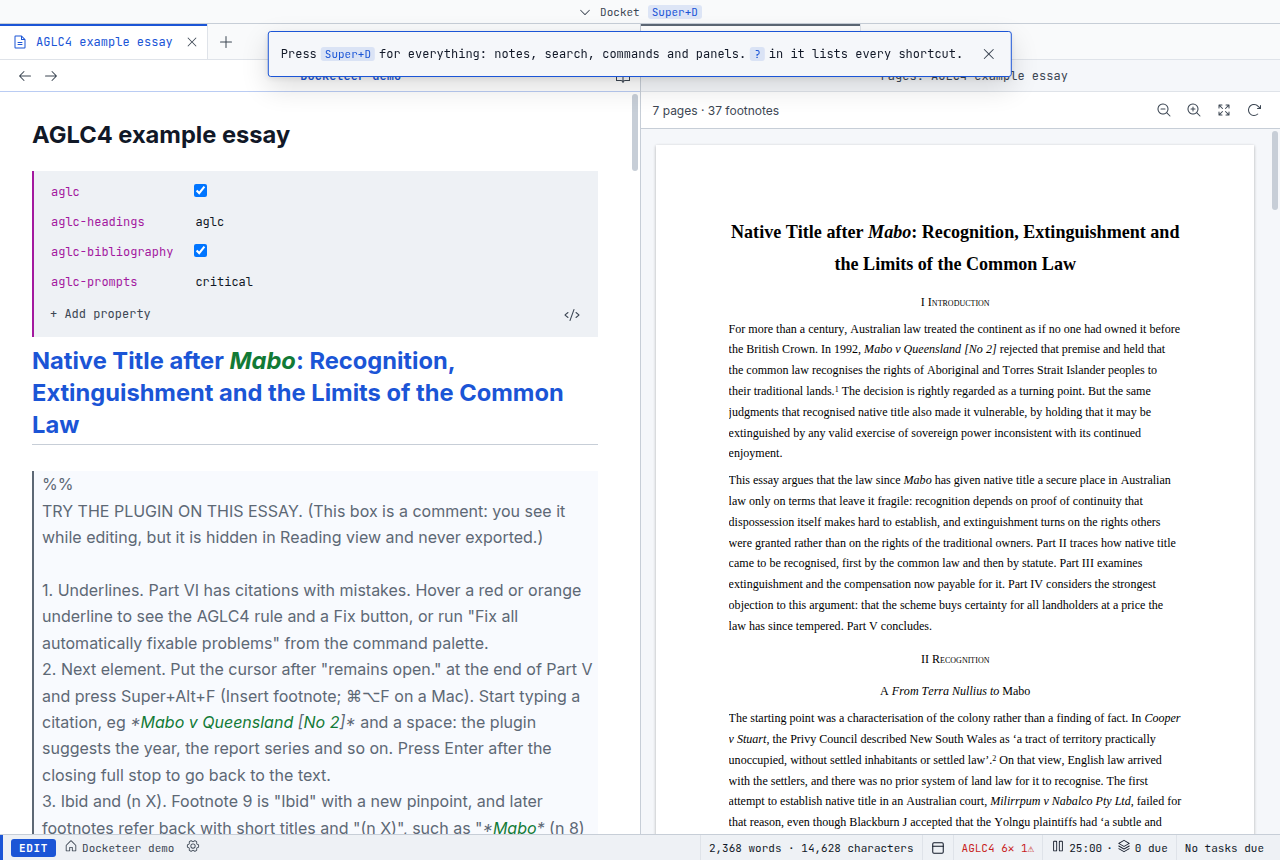 Docket Super+D
AGLC4 example essay
Press Super+D for everything: notes, search, commands and panels. ? in it lists every shortcut.
Docketeer demo
Pages: AGLC4 example essay
7 pages · 37 footnotes
AGLC4 example essay
aglc
aglc-headings aglc
aglc-bibliography
aglc-prompts critical
+ Add property </>
Native Title after Mabo: Recognition,
Extinguishment and the Limits of the Common
Law
%%
TRY THE PLUGIN ON THIS ESSAY. (This box is a comment: you see it
while editing, but it is hidden in Reading view and never exported.)
1. Underlines. Part VI has citations with mistakes. Hover a red or orange
underline to see the AGLC4 rule and a Fix button, or run "Fix all
automatically fixable problems" from the command palette.
2. Next element. Put the cursor after "remains open." at the end of Part V
and press Super+Alt+F (Insert footnote; ⌘⌥F on a Mac). Start typing a
citation, eg *Mabo v Queensland [No 2]* and a space: the plugin
suggests the year, the report series and so on. Press Enter after the
closing full stop to go back to the text.
3. Ibid and (n X). Footnote 9 is "Ibid" with a new pinpoint, and later
footnotes refer back with short titles and "(n X)", such as "*Mabo* (n 8)
Native Title after Mabo: Recognition, Extinguishment and
the Limits of the Common Law
I Introduction
For more than a century, Australian law treated the continent as if no one had owned it before
the British Crown. In 1992, Mabo v Queensland [No 2] rejected that premise and held that
the common law recognises the rights of Aboriginal and Torres Strait Islander peoples to
their traditional lands.1 The decision is rightly regarded as a turning point. But the same
judgments that recognised native title also made it vulnerable, by holding that it may be
extinguished by any valid exercise of sovereign power inconsistent with its continued
enjoyment.
This essay argues that the law since Mabo has given native title a secure place in Australian
law only on terms that leave it fragile: recognition depends on proof of continuity that
dispossession itself makes hard to establish, and extinguishment turns on the rights others
were granted rather than on the rights of the traditional owners. Part II traces how native title
came to be recognised, first by the common law and then by statute. Part III examines
extinguishment and the compensation now payable for it. Part IV considers the strongest
objection to this argument: that the scheme buys certainty for all landholders at a price the
law has since tempered. Part V concludes.
II Recognition
A From Terra Nullius to Mabo
The starting point was a characterisation of the colony rather than a finding of fact. In Cooper
v Stuart, the Privy Council described New South Wales as ‘a tract of territory practically
unoccupied, without settled inhabitants or settled law’.2 On that view, English law arrived
with the settlers, and there was no prior system of land law for it to recognise. The first
attempt to establish native title in an Australian court, Milirrpum v Nabalco Pty Ltd, failed for
that reason, even though Blackburn J accepted that the Yolngu plaintiffs had ‘a subtle and
EDIT Docketeer demo
2,368 words · 14,628 characters
AGLC4 6× 1⚠
25:00 · 0 due
No tasks due